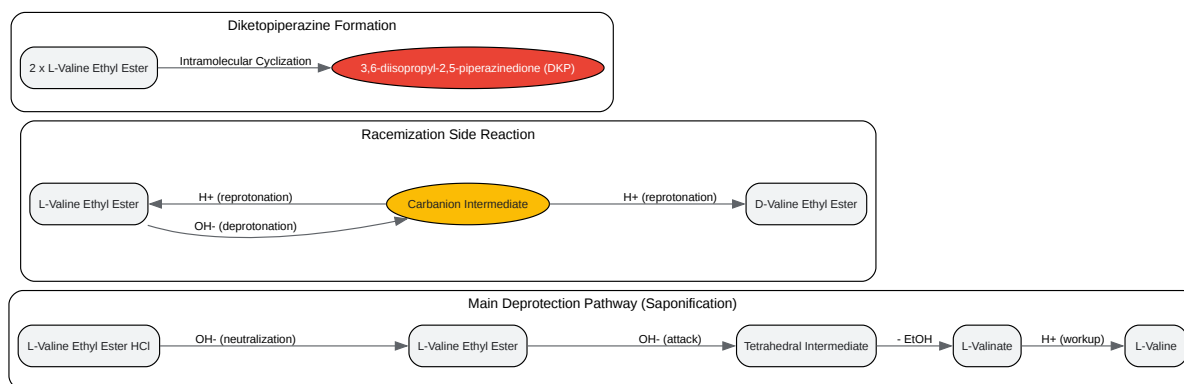 Diketopiperazine Formation
2 x L-Valine Ethyl Ester
Intramolecular Cyclization
3,6-diisopropyl-2,5-piperazinedione (DKP)
Racemization Side Reaction
L-Valine Ethyl Ester
H+ (reprotonation)
OH- (deprotonation)
Carbanion Intermediate
H+ (reprotonation)
D-Valine Ethyl Ester
Main Deprotection Pathway (Saponification)
L-Valine Ethyl Ester HCl
OH- (neutralization)
L-Valine Ethyl Ester
OH- (attack)
Tetrahedral Intermediate
- EtOH
L-Valinate
H+ (workup)
L-Valine